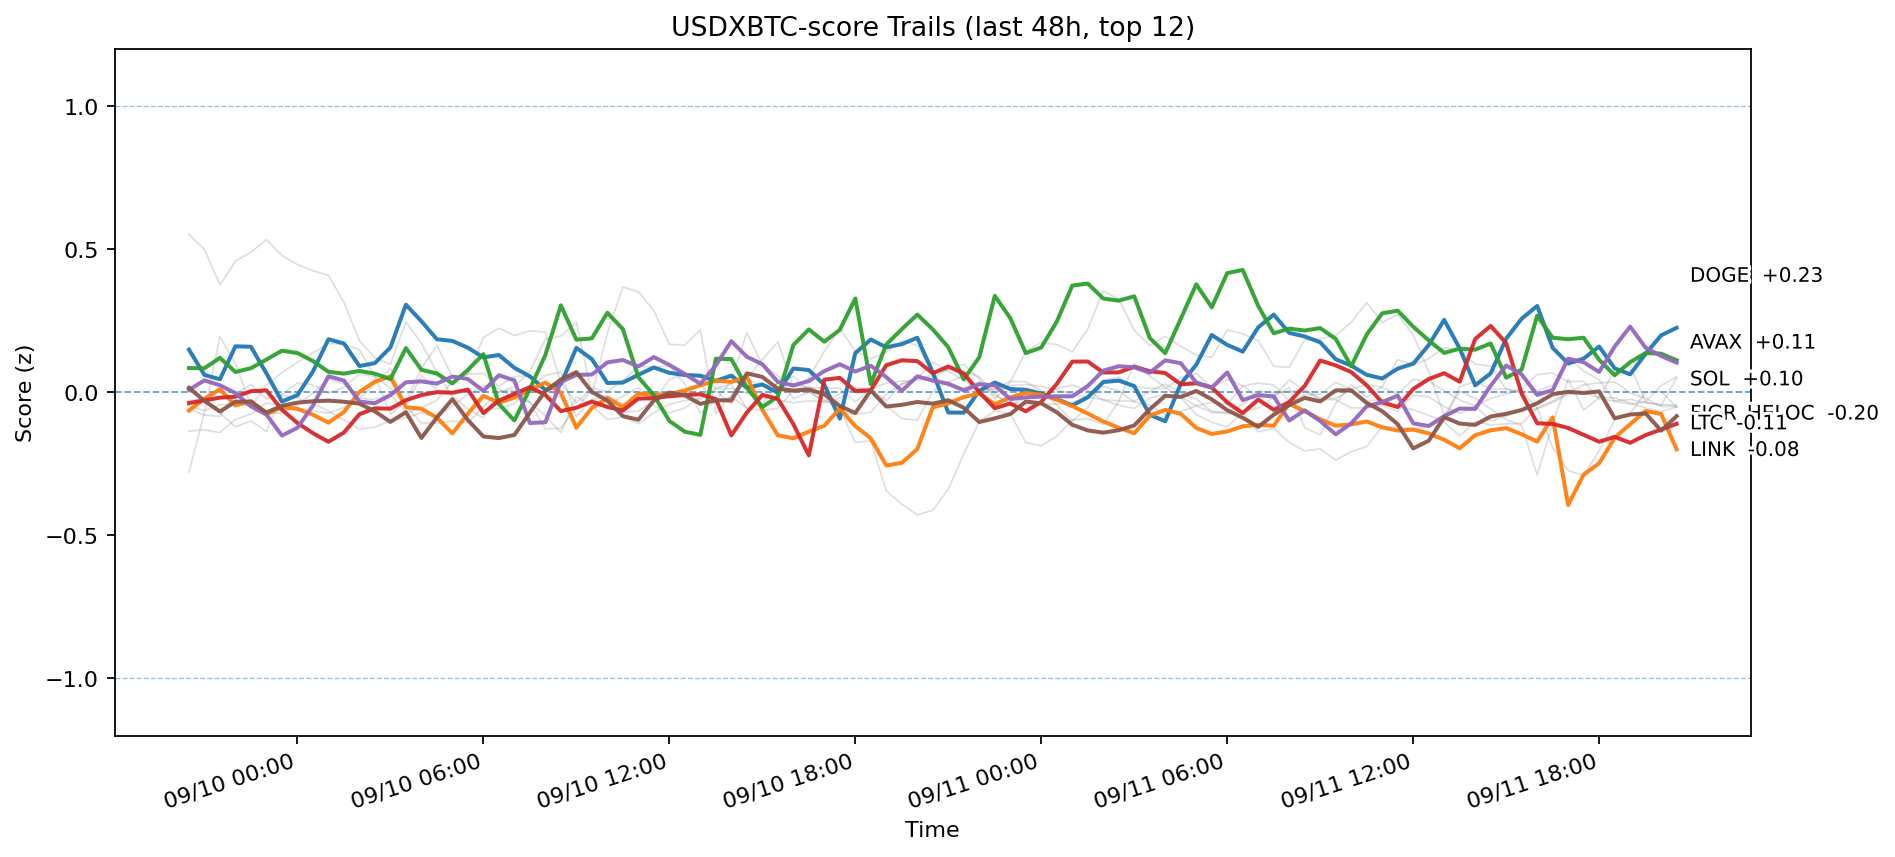 USDXBTC-score Trails (last 48h, top 12)
Score (z)
1.0
0.5
0.0
−0.5
−1.0
DOGE +0.23
AVAX +0.11
SOL +0.10
FIGR_HELOC -0.20
LTC -0.11
LINK -0.08
09/10 00:00
09/10 06:00
09/10 12:00
09/10 18:00
09/11 00:00
09/11 06:00
09/11 12:00
09/11 18:00
Time